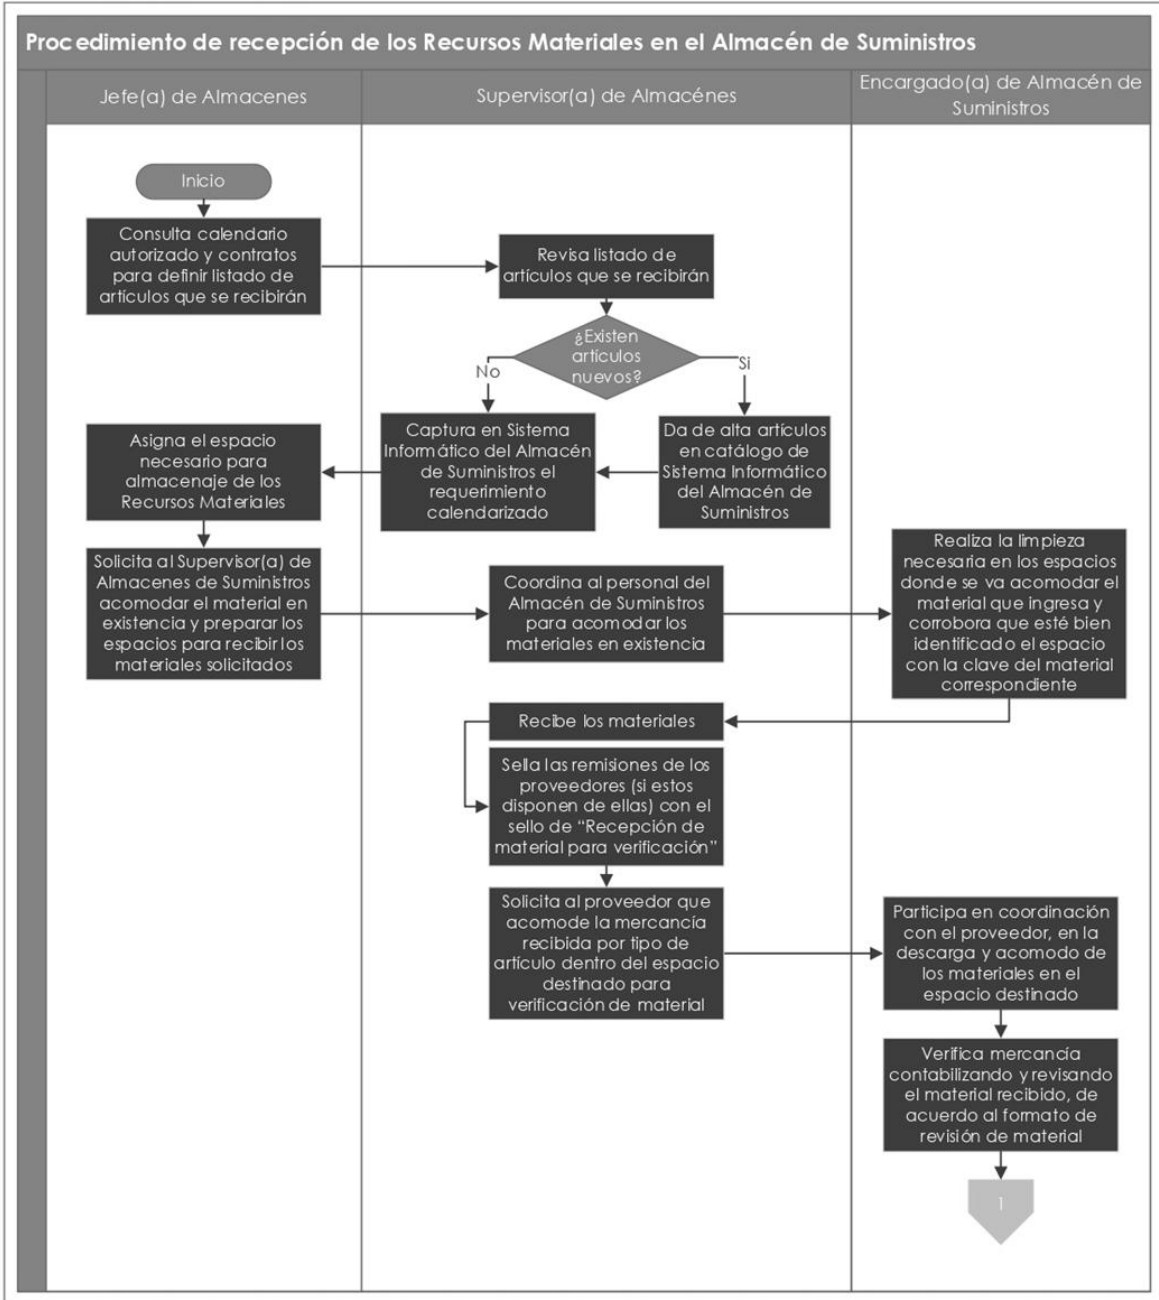 Procedimiento de recepción de los Recursos Materiales en el Almacén de Suministros
Jefe(a) de Almacenes
Supervisor(a) de Almacénes
Encargado(a) de Almacén de
Suministros
Inicio
Consulta calendario
autorizado y contratos
para definir listado de
artículos que se recibirán
Revisa listado de
artículos que se recibirán
¿Existen
artículos
nuevos?
No
Si
Captura en Sistema
Informático del Almacén
de Suministros el
requerimiento
calendarizado
Da de alta artículos
en catálogo de
Sistema Informático
del Almacén de
Suministros
Asigna el espacio
necesario para
almacenaje de los
Recursos Materiales
Solicita al Supervisor(a) de
Almacenes de Suministros
acomodar el material en
existencia y preparar los
espacios para recibir los
materiales solicitados
Coordina al personal del
Almacén de Suministros
para acomodar los
materiales en existencia
Realiza la limpieza
necesaria en los espacios
donde se va acomodar el
material que ingresa y
corrobora que esté bien
identificado el espacio
con la clave del material
correspondiente
Recibe los materiales
Sella las remisiones de los
proveedores (si estos
disponen de ellas) con el
sello de “Recepción de
material para verificación”
Solicita al proveedor que
acomode la mercancía
recibida por tipo de
artículo dentro del espacio
destinado para
verificación de material
Participa en coordinación
con el proveedor, en la
descarga y acomodo de
los materiales en el
espacio destinado
Verifica mercancía
contabilizando y revisando
el material recibido, de
acuerdo al formato de
revisión de material
1